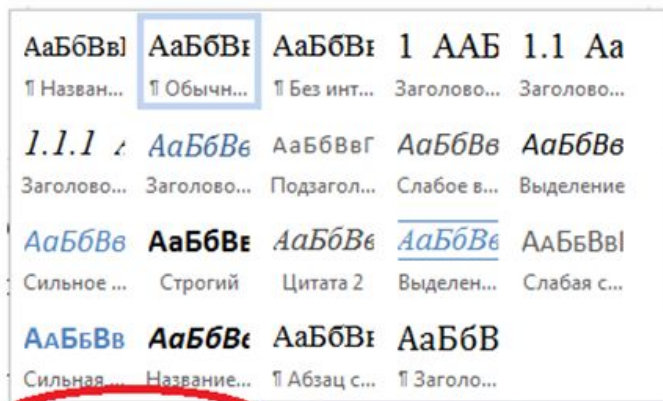 АаБбВвІ АаБбВв АаБбВв 1 ААБ 1.1 Аа
¶ Назван... ¶ Обычн... ¶ Без инт... Заголово... Заголово...
1.1.1 А АаБбВв АаБбВвГ АаБбВв АаБбВв
Заголово... Заголово... Подзагол... Слабое в... Выделение
АаБбВв АаБбВв АаБбВв АаБбВв ААББВВІ
Сильное ... Строгий Цитата 2 Выделен... Слабая с...
ААББВВ АаБбВв АаБбВв АаБбВ
Сильная ... Название... ¶ Абзац с... ¶ Заголо...